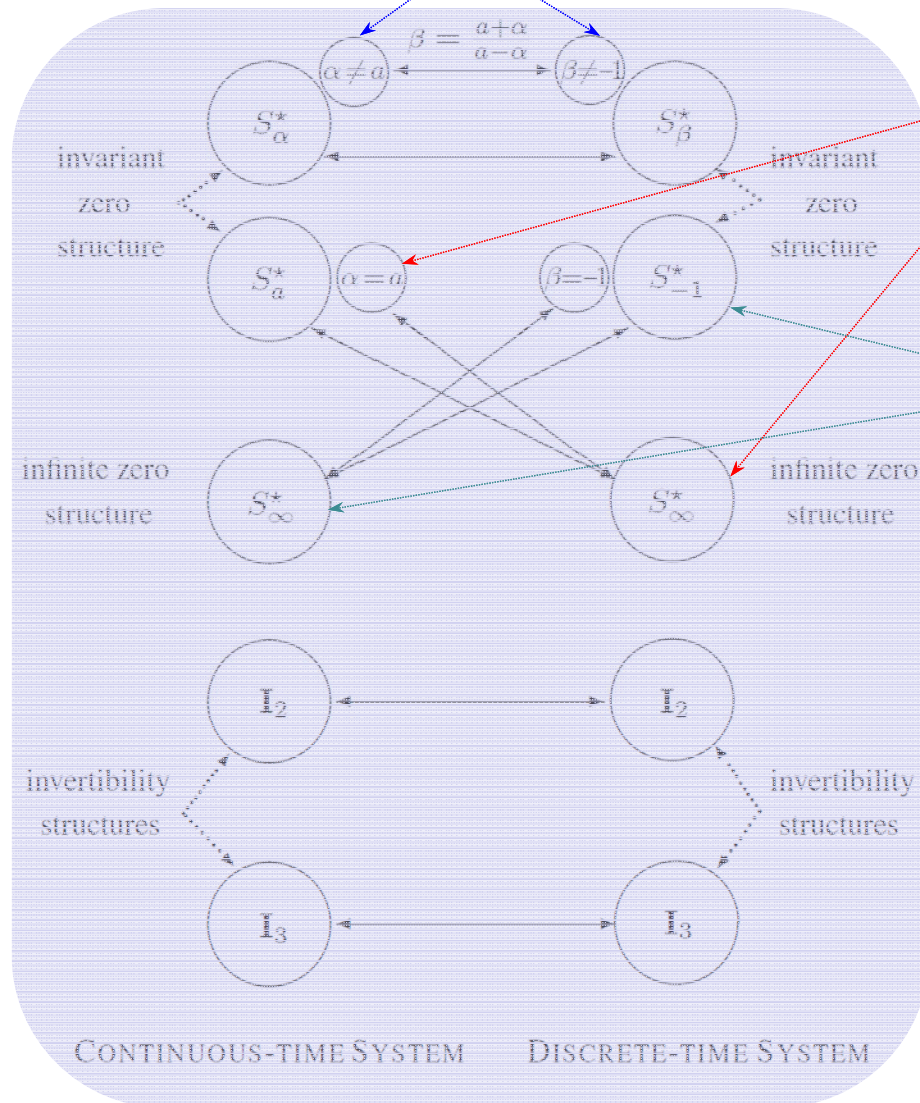 β = a+α / a−α
α ≠ a
β≠−1
S*α
S*β
invariant
zero
structure
invariant
zero
structure
S*a
α = a
β=−1
S*−1
infinite zero
structure
S*∞
S*∞
infinite zero
structure
I2
I2
invertibility
structures
invertibility
structures
I3
I3
CONTINUOUS-TIME SYSTEM
DISCRETE-TIME SYSTEM